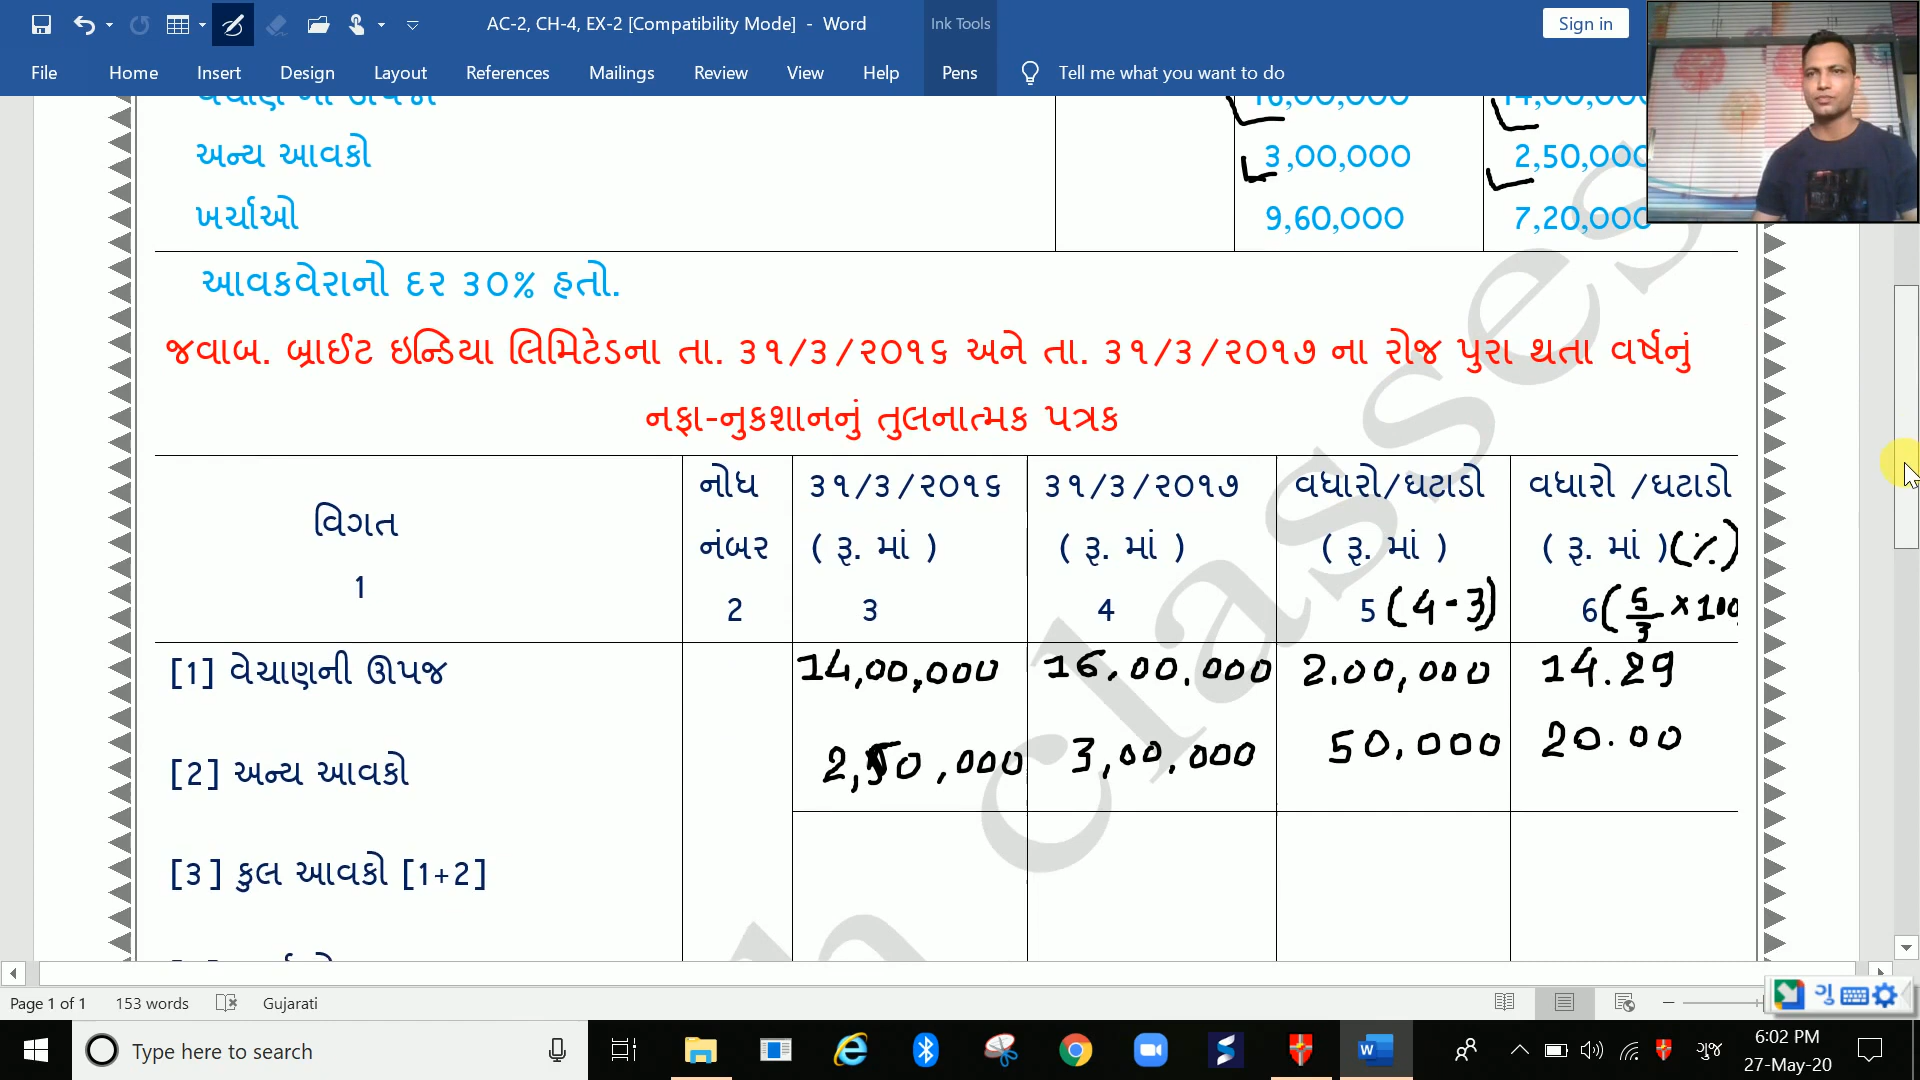 AC-2, CH-4, EX-2 [Compatibility Mode] - Word
Ink Tools
Sign in
File Home Insert Design Layout References Mailings Review View Help Pens Tell me what you want to do
અન્ય આવકો 3,00,000 2,50,000
ખર્ચાઓ 9,60,000 7,20,000
આવકવેરાનો દર ૩૦% હતો.
જવાબ. બ્રાઈટ ઇન્ડિયા લિમિટેડના તા. ૩૧/૩/૨૦૧૬ અને તા. ૩૧/૩/૨૦૧૭ ના રોજ પુરા થતા વર્ષનું
નફા-નુકશાનનું તુલનાત્મક પત્રક
વિગત નોધ ૩૧/૩/૨૦૧૬ ૩૧/૩/૨૦૧૭ વધારો/ઘટાડો વધારો /ઘટાડો
નંબર ( રૂ. માં ) ( રૂ. માં ) ( રૂ. માં ) ( રૂ. માં ) (%)
1 2 3 4 5 (4-3) 6 (5/3 × 100
[1] વેચાણની ઊપજ 14,00,000 16,00,000 2,00,000 14.29
[2] અન્ય આવકો 2,50,000 3,00,000 50,000 20.00
[૩] કુલ આવકો [1+2]
classes
Page 1 of 1 153 words Gujarati
Type here to search
ગુજ
6:02 PM
27-May-20